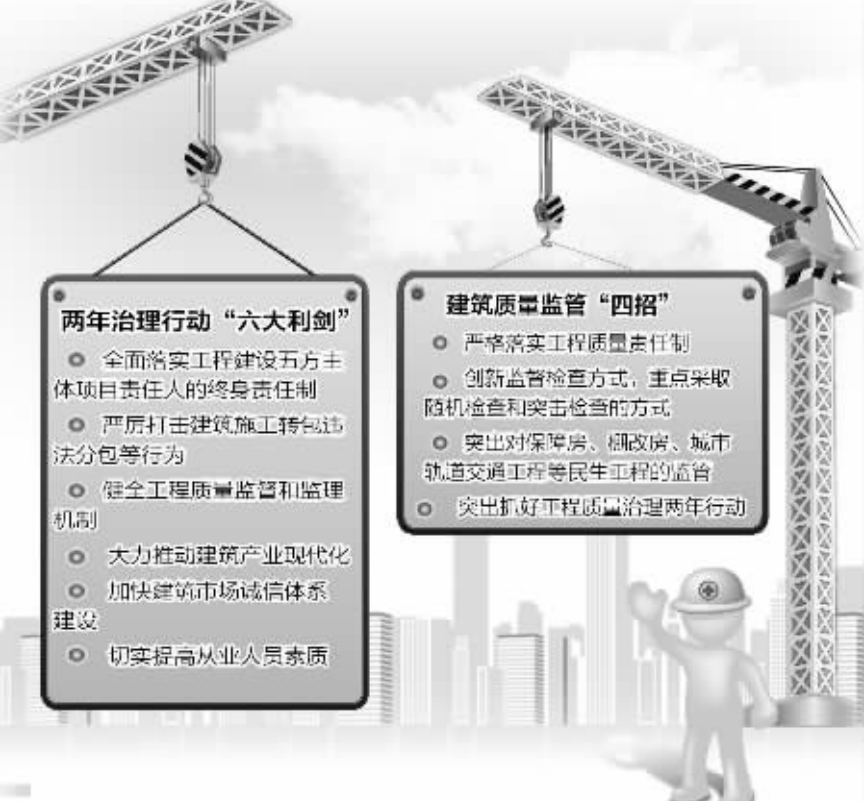 两年治理行动“六大利剑”
全面落实工程建设五方主
体项目责任人的终身责任制
严厉打击建筑施工转包违
法分包等行为
健全工程质量监督和监理
机制
大力推动建筑产业现代化
加快建筑市场诚信体系
建设
切实提高从业人员素质
建筑质量监管“四招”
严格落实工程质量责任制
创新监督检查方式，重点采取
随机检查和突击检查的方式
突出对保障房、棚改房、城市
轨道交通工程等民生工程的监管
突出抓好工程质量治理两年行动